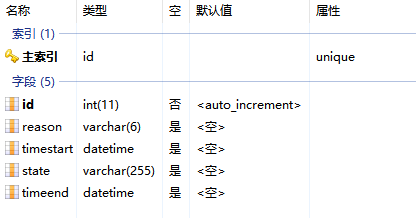 名称 类型 空 默认值 属性
索引 (1)
主索引 id unique
字段 (5)
id int(11) 否 <auto_increment>
reason varchar(6) 是 <空>
timestart datetime 是 <空>
state varchar(255) 是 <空>
timeend datetime 是 <空>